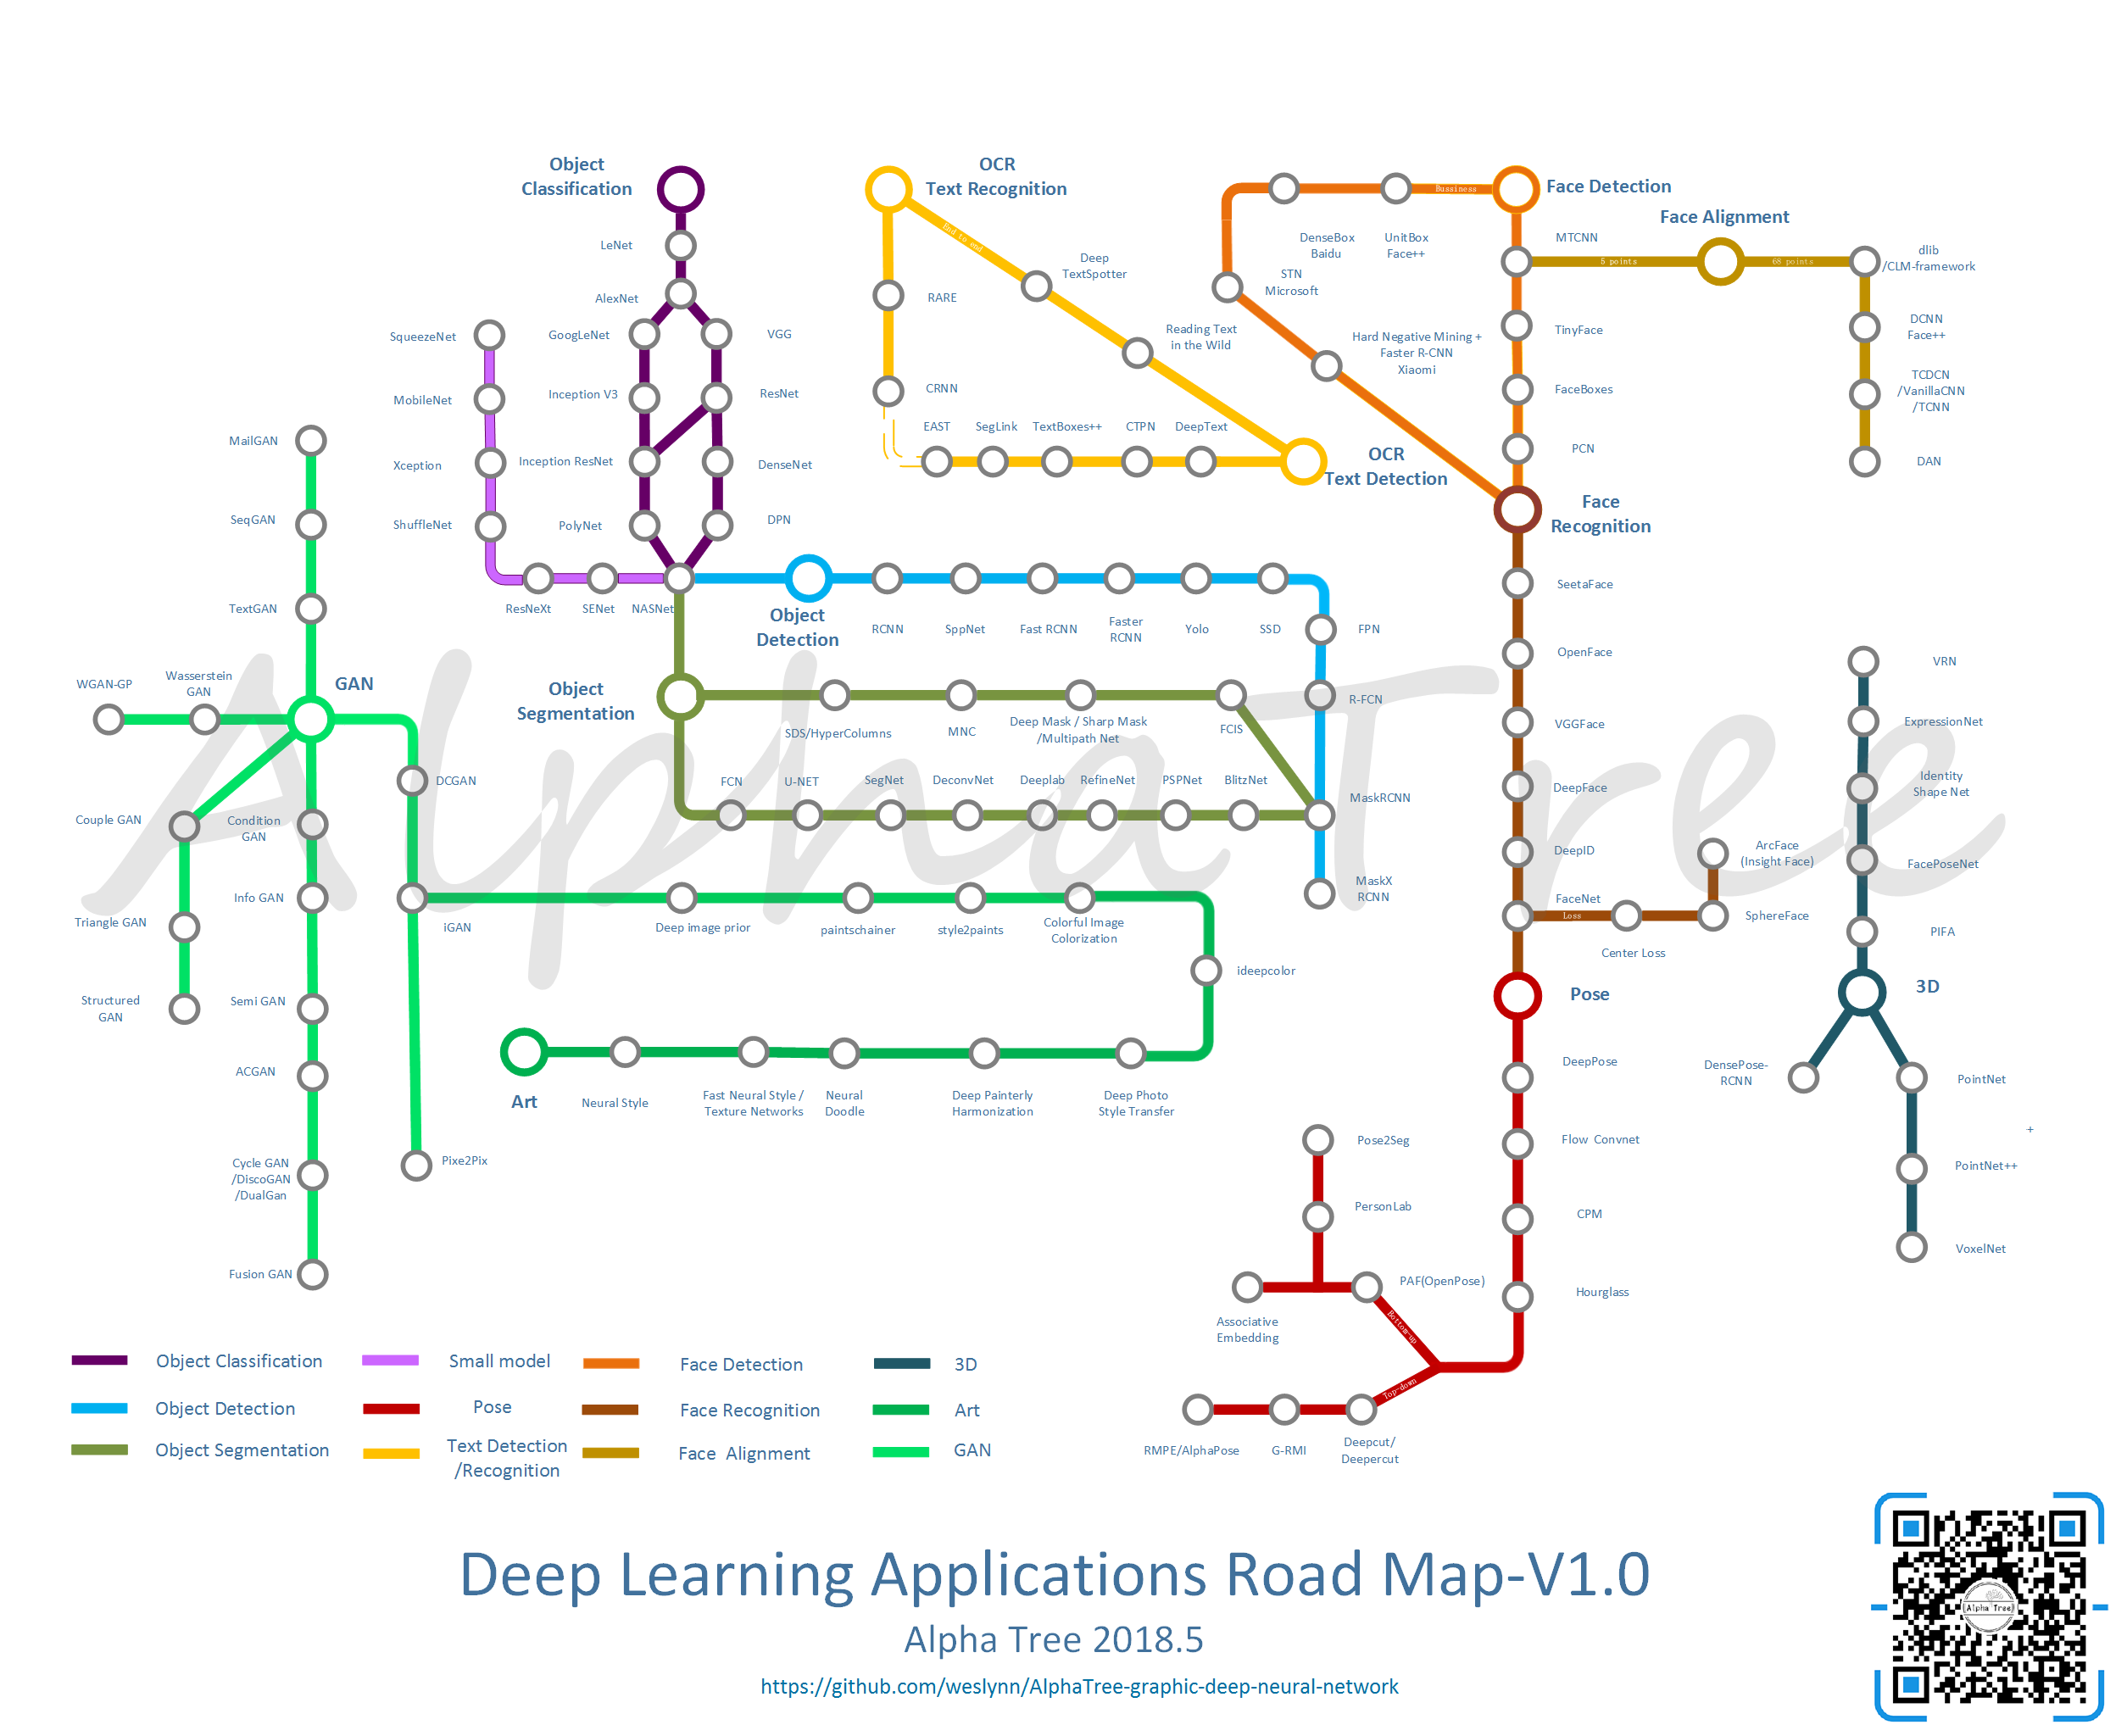 Object
Classification
LeNet
AlexNet
GoogLeNet
VGG
Inception V3
ResNet
Inception ResNet
DenseNet
PolyNet
DPN
SqueezeNet
MobileNet
Xception
ShuffleNet
ResNeXt
SENet
NASNet
OCR
Text Recognition
End to end
RARE
CRNN
Deep
TextSpotter
Reading Text
in the Wild
EAST
SegLink
TextBoxes++
CTPN
DeepText
OCR
Text Detection
Face Detection
Bussiness
UnitBox
Face++
DenseBox
Baidu
STN
Microsoft
Hard Negative Mining +
Faster R-CNN
Xiaomi
MTCNN
TinyFace
FaceBoxes
PCN
Face Alignment
5 points
68 points
dlib
/CLM-framework
DCNN
Face++
TCDCN
/VanillaCNN
/TCNN
DAN
Face
Recognition
SeetaFace
OpenFace
VGGFace
DeepFace
DeepID
FaceNet
Loss
Center Loss
SphereFace
ArcFace
(Insight Face)
Object
Detection
RCNN
SppNet
Fast RCNN
Faster
RCNN
Yolo
SSD
FPN
R-FCN
MaskRCNN
MaskX
RCNN
Object
Segmentation
SDS/HyperColumns
MNC
Deep Mask / Sharp Mask
/Multipath Net
FCIS
FCN
U-NET
SegNet
DeconvNet
Deeplab
RefineNet
PSPNet
BlitzNet
MailGAN
SeqGAN
TextGAN
GAN
WGAN-GP
Wasserstein
GAN
Couple GAN
Triangle GAN
Structured
GAN
Condition
GAN
Info GAN
Semi GAN
ACGAN
Cycle GAN
/DiscoGAN
/DualGan
Fusion GAN
DCGAN
iGAN
Pixe2Pix
Deep image prior
paintschainer
style2paints
Colorful Image
Colorization
ideepcolor
Art
Neural Style
Fast Neural Style /
Texture Networks
Neural
Doodle
Deep Painterly
Harmonization
Deep Photo
Style Transfer
Pose
DeepPose
Flow Convnet
CPM
Hourglass
Bottom-up
Top-down
Pose2Seg
PersonLab
PAF(OpenPose)
Associative
Embedding
RMPE/AlphaPose
G-RMI
Deepcut/
Deepercut
VRN
ExpressionNet
Identity
Shape Net
FacePoseNet
PIFA
3D
DensePose-
RCNN
PointNet
+
PointNet++
VoxelNet
AlphaTree
Object Classification
Small model
Face Detection
3D
Object Detection
Pose
Face Recognition
Art
Object Segmentation
Text Detection
/Recognition
Face Alignment
GAN
Deep Learning Applications Road Map-V1.0
Alpha Tree 2018.5
https://github.com/weslynn/AlphaTree-graphic-deep-neural-network
Alpha Tree